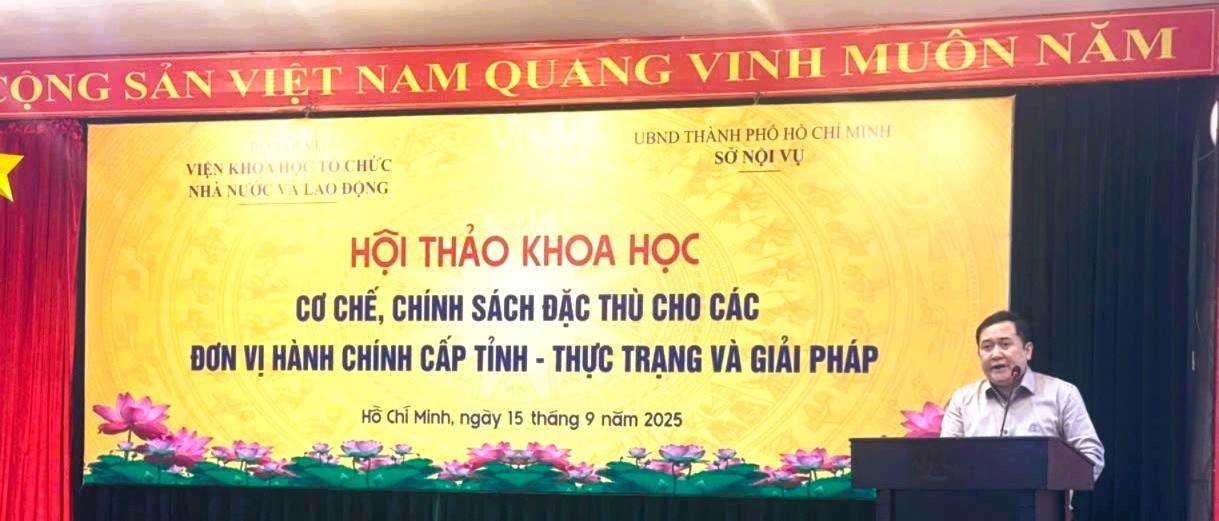 CỘNG SẢN VIỆT NAM QUANG VINH MUÔN NĂM
BỘ NỘI VỤ
VIỆN KHOA HỌC TỔ CHỨC
NHÀ NƯỚC VÀ LAO ĐỘNG
UBND THÀNH PHỐ HỒ CHÍ MINH
SỞ NỘI VỤ
HỘI THẢO KHOA HỌC
CƠ CHẾ, CHÍNH SÁCH ĐẶC THÙ CHO CÁC
ĐƠN VỊ HÀNH CHÍNH CẤP TỈNH - THỰC TRẠNG VÀ GIẢI PHÁP
Hồ Chí Minh, ngày 15 tháng 9 năm 2025